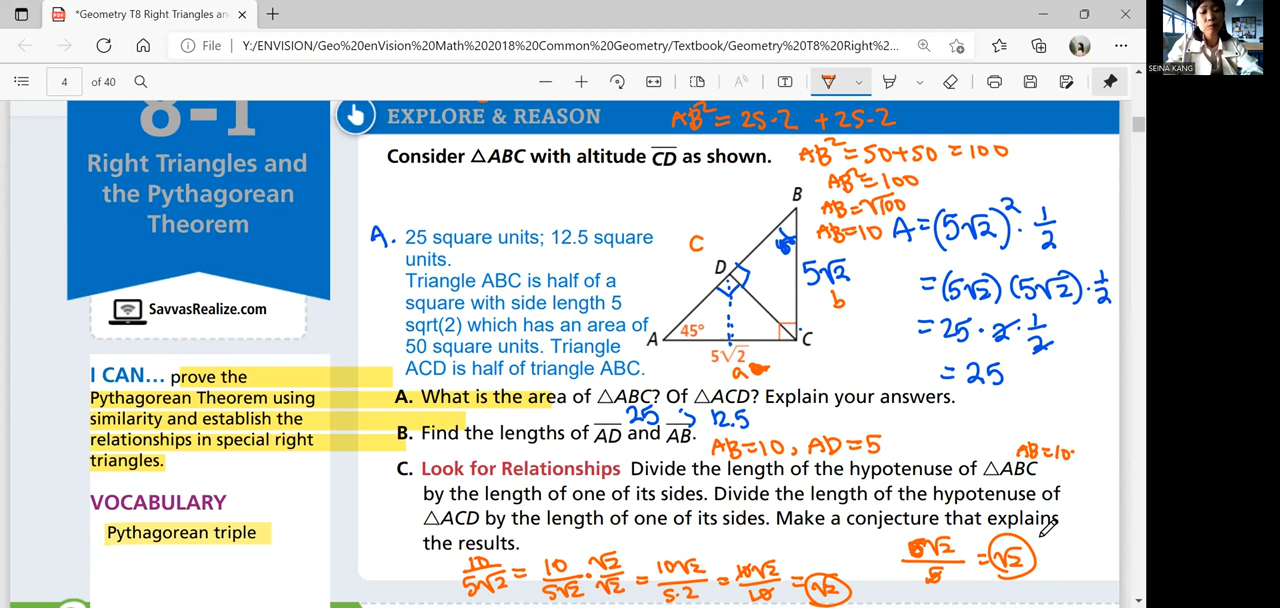 *Geometry T8 Right Triangles and
File Y:/ENVISION/Geo%20enVision%20Math%202018%20Common%20Geometry/Textbook/Geometry%20T8%20Right%2...
4 of 40
SEINA KANG
8-1
Right Triangles and
the Pythagorean
Theorem
SavvasRealize.com
I CAN... prove the
Pythagorean Theorem using
similarity and establish the
relationships in special right
triangles.
VOCABULARY
Pythagorean triple
EXPLORE & REASON
AB² = 25·2 + 25·2
Consider △ABC with altitude CD as shown.
AB² = 50+50 = 100
AB² = 100
AB = √100
AB = 10
A. 25 square units; 12.5 square
units.
Triangle ABC is half of a
square with side length 5
sqrt(2) which has an area of
50 square units. Triangle
ACD is half of triangle ABC.
B
C
D
45°
5√2
b
A
45°
C
5√2
a
A = (5√2)² · 1/2
= (5√2) (5√2) · 1/2
= 25 · 2 · 1/2
= 25
A. What is the area of △ABC? Of △ACD? Explain your answers.
25 12.5
B. Find the lengths of AD and AB.
AB = 10, AD = 5
AB = 10
C. Look for Relationships Divide the length of the hypotenuse of △ABC
by the length of one of its sides. Divide the length of the hypotenuse of
△ACD by the length of one of its sides. Make a conjecture that explains
the results.
10/5√2 = 10/5√2 · √2/√2 = 10√2/5·2 = 10√2/10 = √2
5√2/5 = √2